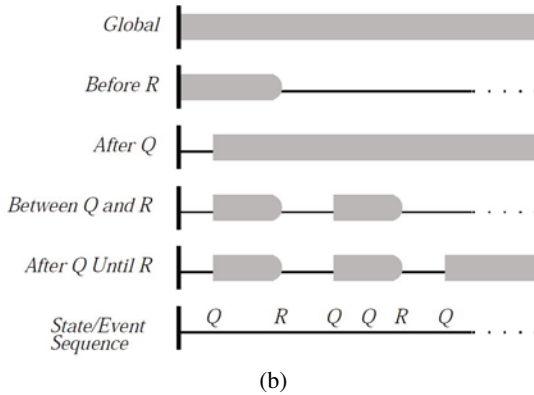 Global
Before R
After Q
Between Q and R
After Q Until R
Q R Q Q R Q
State/Event
Sequence
(b)